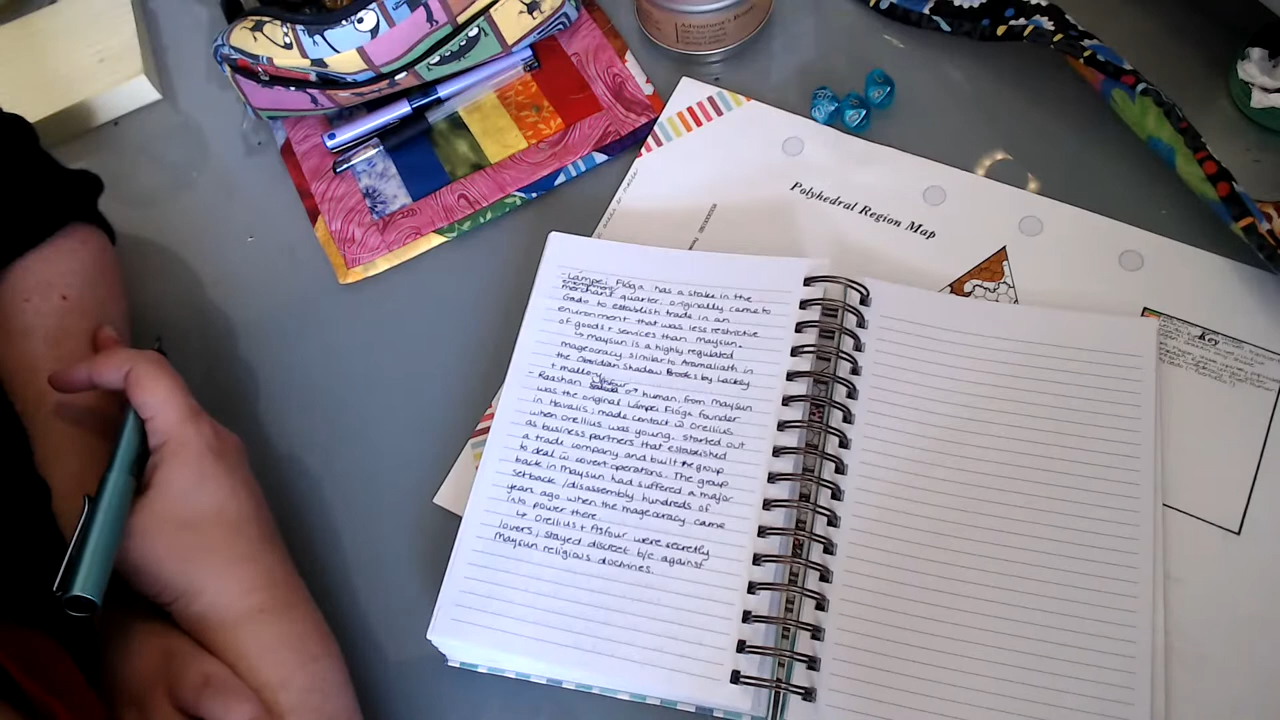 Adventurer's
Polyhedral Region Map
Key
- Lámpei Flóga has a stake in the
merchant quarter, originally came to
Gado to establish trade in an
environment that was less restrictive
of goods + services than maysun.
↳ maysun is a highly regulated
mageocracy similar to Aramaliath in
the Obsidian Shadow Books by Lackey
+ mallory
- Raashan Asfour ♂ human, from maysun
was the original Lámpei Flóga founder
in Havalis; made contact w̄ Orellius
when Orellius was young. started out
as business partners that established
a trade company and built the group
to deal w̄ covert operations. The group
back in maysun had suffered a major
setback / disassembly hundreds of
years ago when the mageocracy came
into power there
↳ Orellius + Asfour were secretly
lovers; stayed discreet b/c against
maysun religious doctrines.